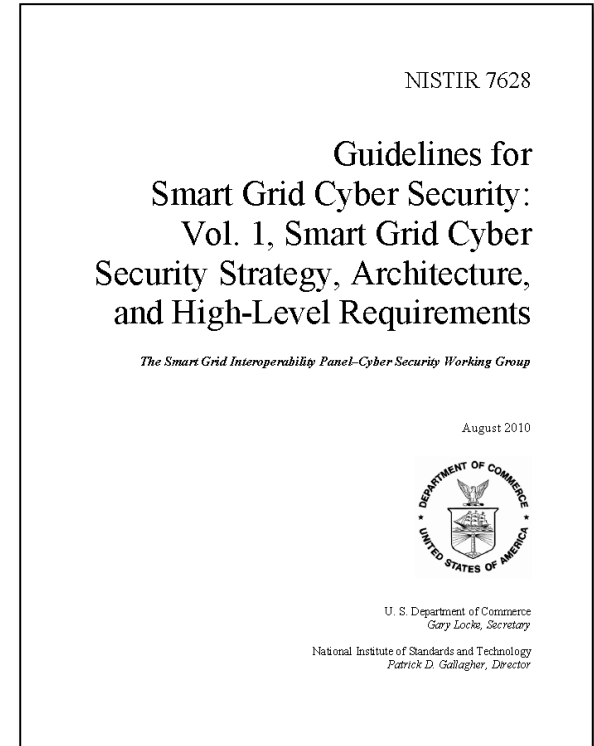 NISTIR 7628
Guidelines for
Smart Grid Cyber Security:
Vol. 1, Smart Grid Cyber
Security Strategy, Architecture,
and High-Level Requirements
The Smart Grid Interoperability Panel–Cyber Security Working Group
August 2010
DEPARTMENT OF COMMERCE
UNITED STATES OF AMERICA
U. S. Department of Commerce
Gary Locke, Secretary
National Institute of Standards and Technology
Patrick D. Gallagher, Director